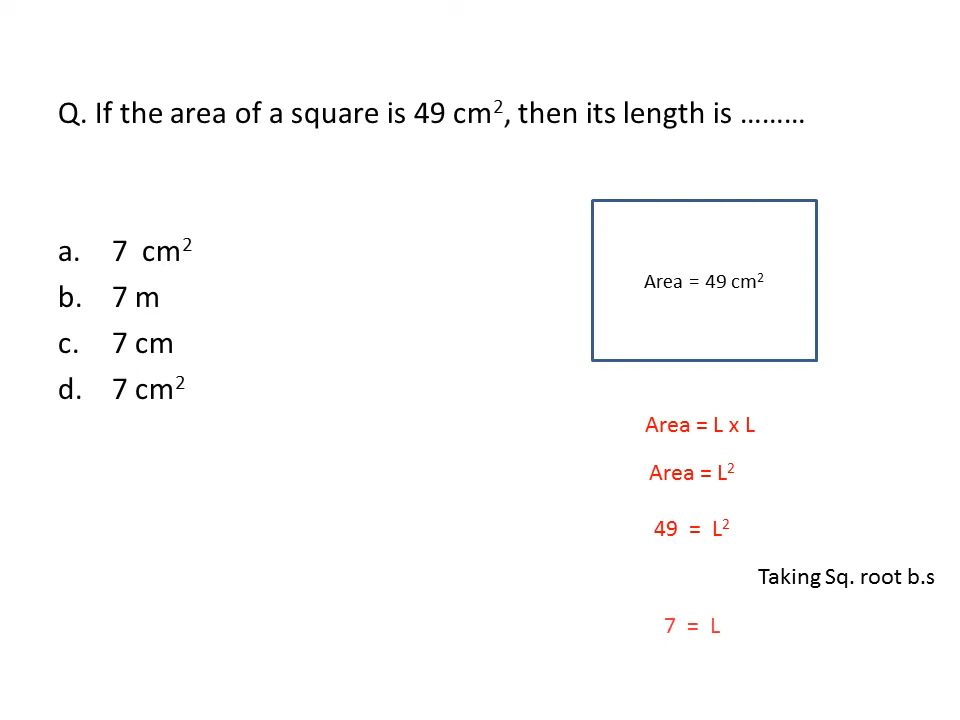 Q. If the area of a square is 49 cm², then its length is ………
a. 7 cm²
b. 7 m
c. 7 cm
d. 7 cm²
Area = 49 cm²
Area = L x L
Area = L²
49 = L²
Taking Sq. root b.s
7 = L